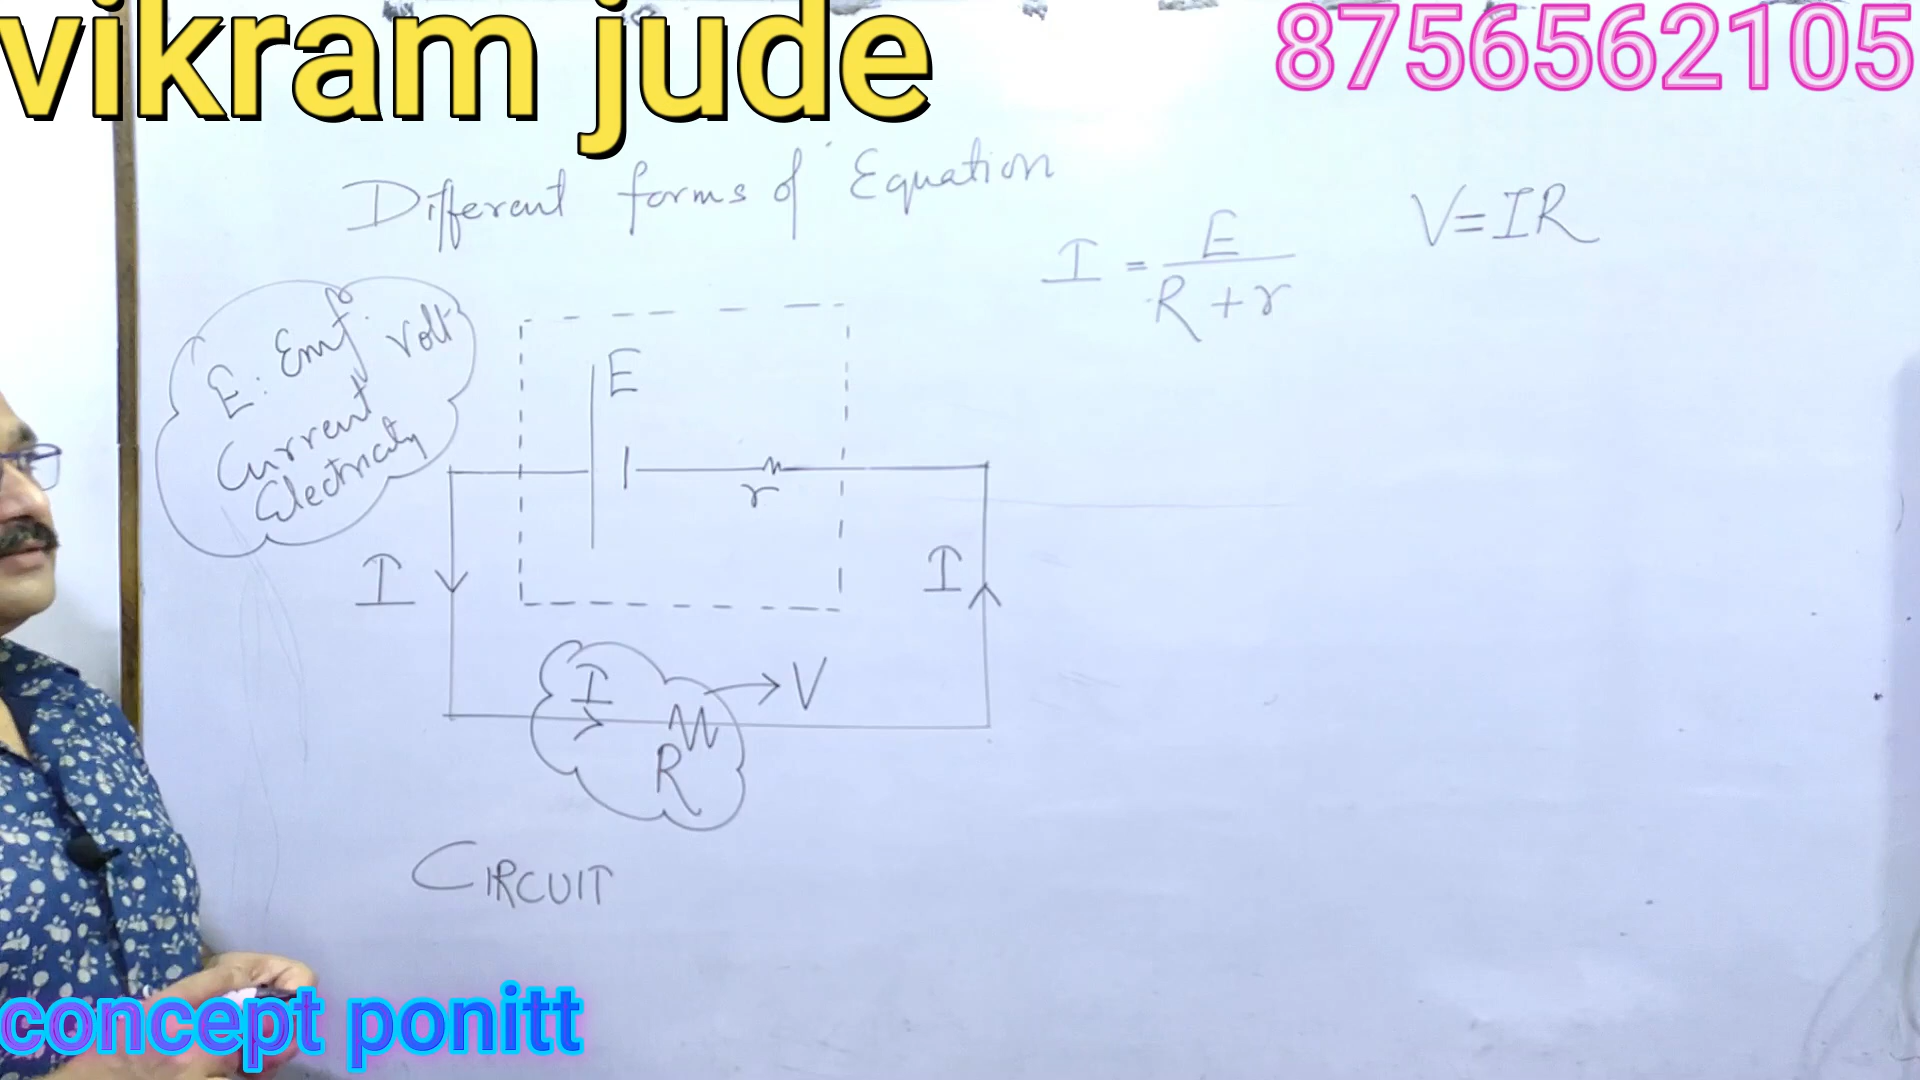 vikram jude
8756562105
Different forms of Equation
I = E / R + r
V = IR
E: Emf. Volt
Current
Electricity
E
r
I
I
I
V
R
CIRCUIT
concept ponitt